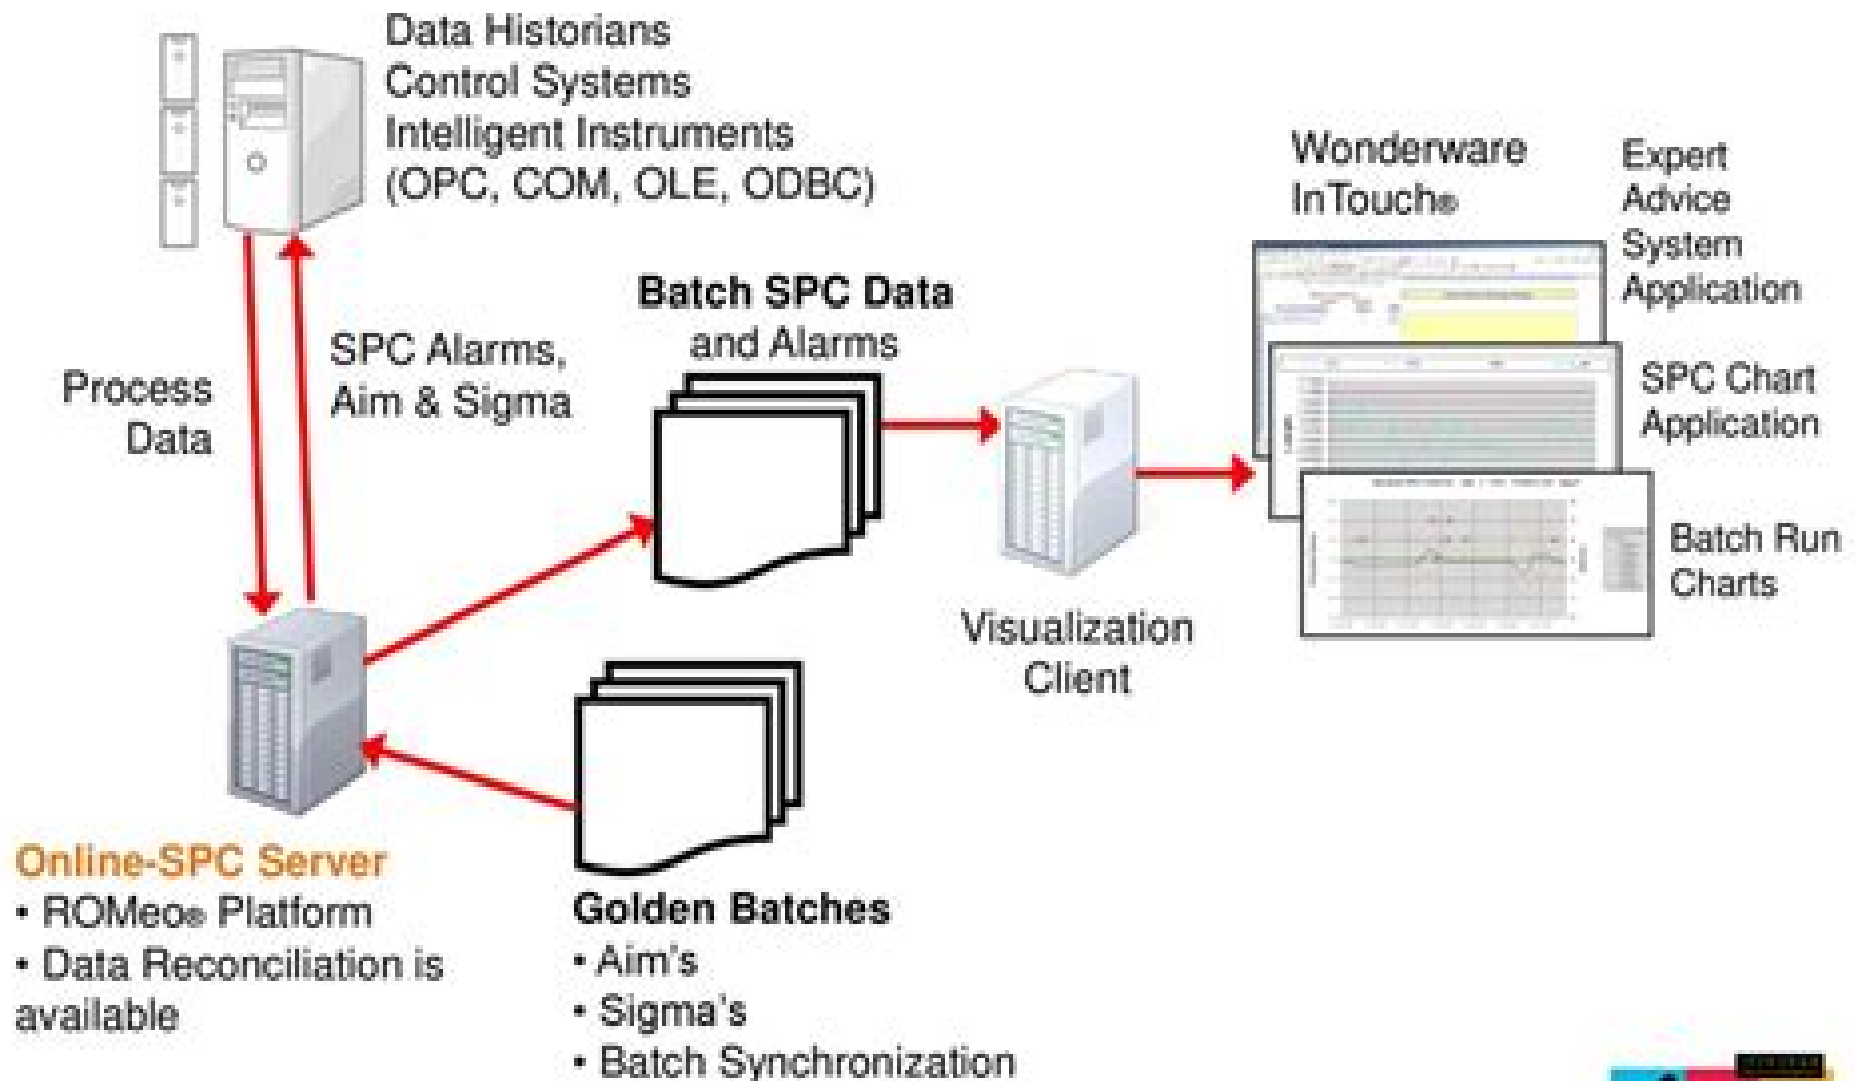 Data Historians
Control Systems
Intelligent Instruments
(OPC, COM, OLE, ODBC)
Process
Data
SPC Alarms,
Aim & Sigma
Batch SPC Data
and Alarms
Visualization
Client
Wonderware
InTouch®
Expert
Advice
System
Application
SPC Chart
Application
Batch Run
Charts
Online-SPC Server
• ROMeo® Platform
• Data Reconciliation is
available
Golden Batches
• Aim's
• Sigma's
• Batch Synchronization